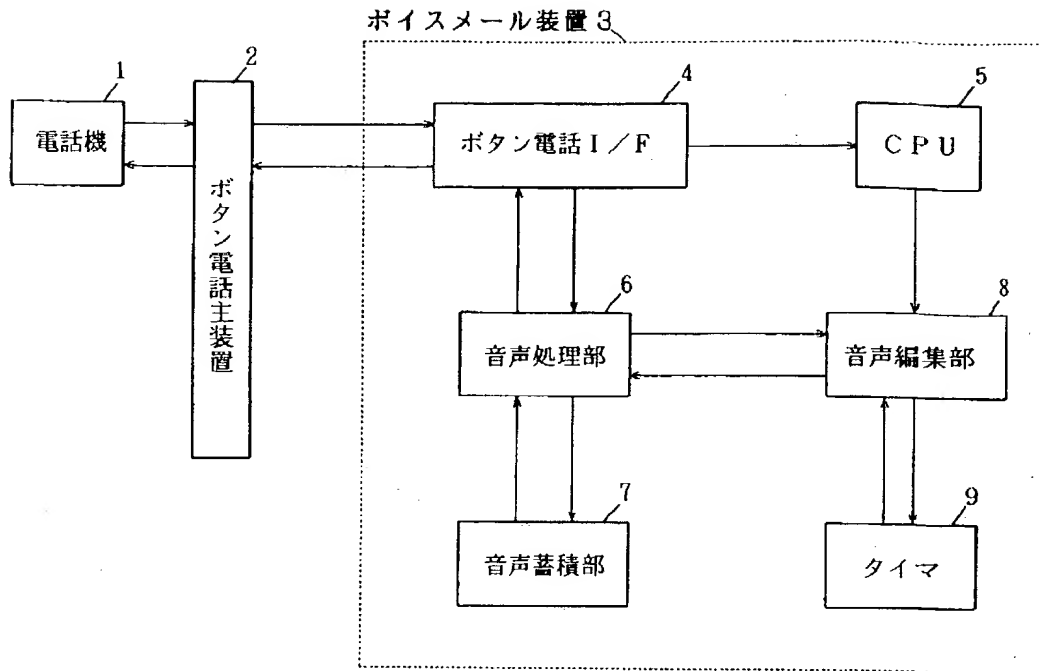 ボイスメール装置3
1
電話機
2
ボタン電話主装置
4
ボタン電話I/F
5
CPU
6
音声処理部
8
音声編集部
7
音声蓄積部
9
タイマ